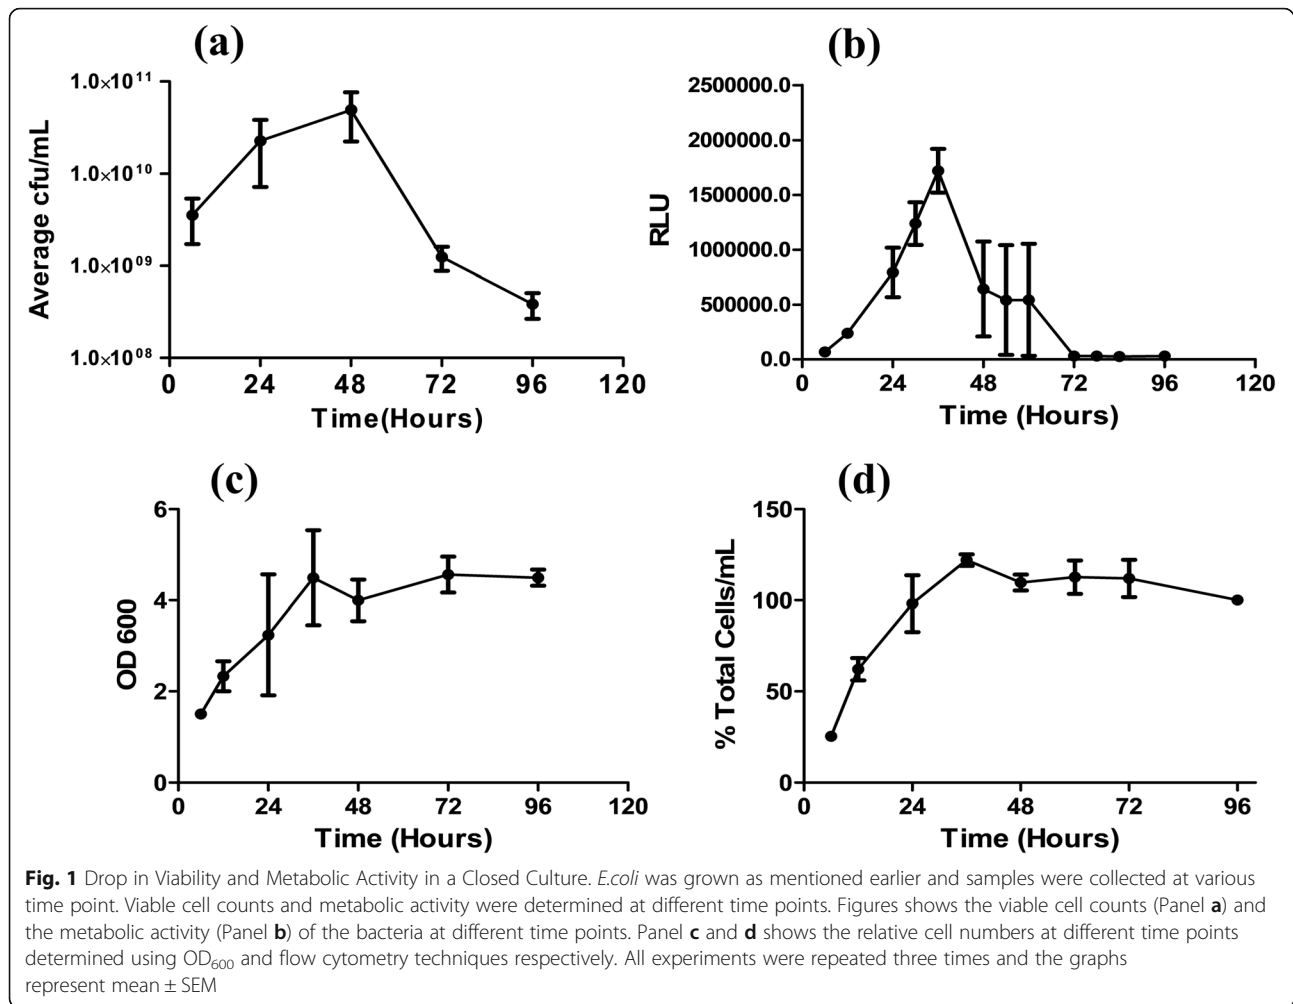 (a)
Average cfu/mL
1.0×10¹¹
1.0×10¹⁰
1.0×10⁰⁹
1.0×10⁰⁸
0 24 48 72 96 120
Time(Hours)
(b)
RLU
2500000.0
2000000.0
1500000.0
1000000.0
500000.0
0.0
0 24 48 72 96 120
Time (Hours)
(c)
OD 600
6
4
2
0
0 24 48 72 96 120
Time (Hours)
(d)
% Total Cells/mL
150
100
50
0
0 24 48 72 96
Time (Hours)
Fig. 1 Drop in Viability and Metabolic Activity in a Closed Culture. E.coli was grown as mentioned earlier and samples were collected at various
time point. Viable cell counts and metabolic activity were determined at different time points. Figures shows the viable cell counts (Panel a) and
the metabolic activity (Panel b) of the bacteria at different time points. Panel c and d shows the relative cell numbers at different time points
determined using OD₆₀₀ and flow cytometry techniques respectively. All experiments were repeated three times and the graphs
represent mean ± SEM